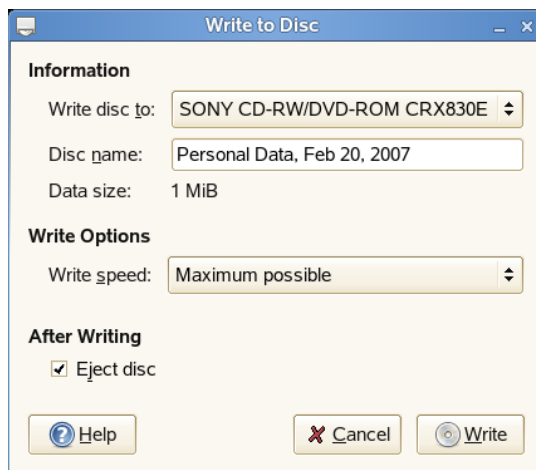 Write to Disc
Information
Write disc to: SONY CD-RW/DVD-ROM CRX830E
Disc name: Personal Data, Feb 20, 2007
Data size: 1 MiB
Write Options
Write speed: Maximum possible
After Writing
Eject disc
Help Cancel Write